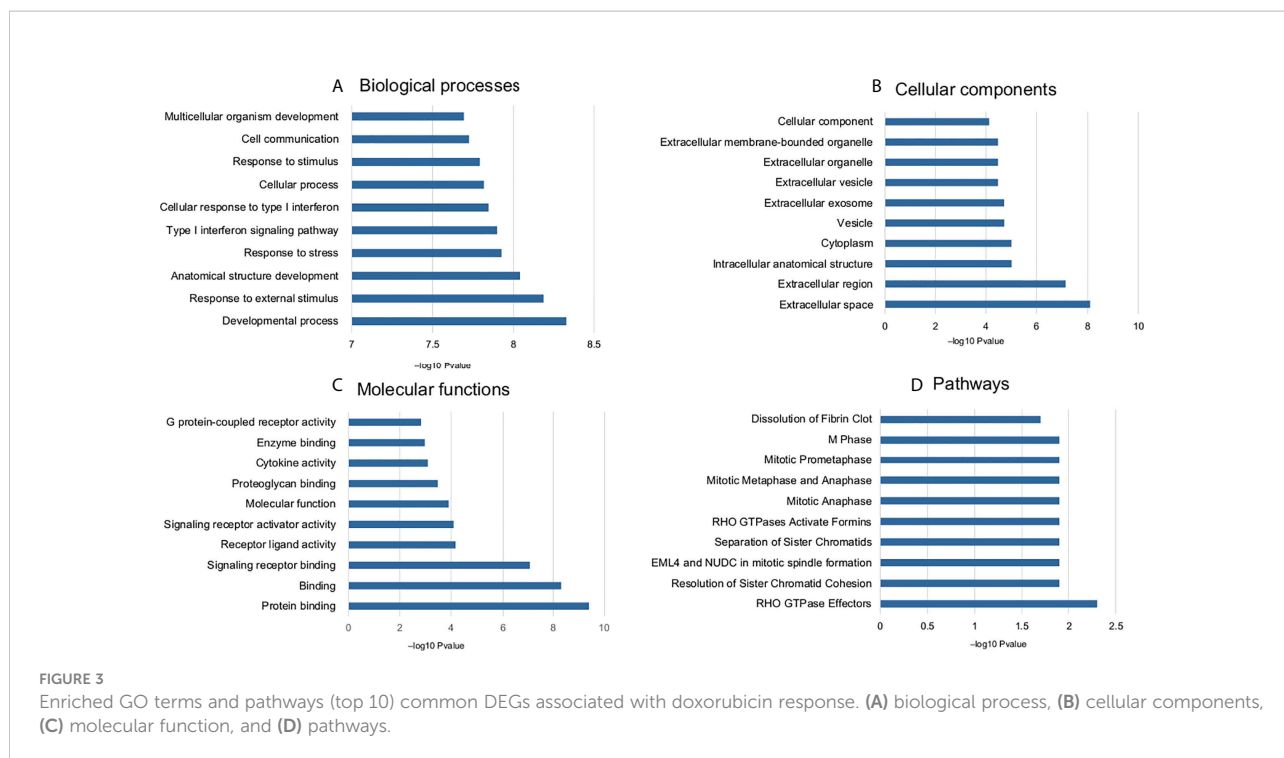 A Biological processes
Multicellular organism development
Cell communication
Response to stimulus
Cellular process
Cellular response to type I interferon
Type I interferon signaling pathway
Response to stress
Anatomical structure development
Response to external stimulus
Developmental process
7 7.5 8 8.5
–log10 Pvalue
B Cellular components
Cellular component
Extracellular membrane-bounded organelle
Extracellular organelle
Extracellular vesicle
Extracellular exosome
Vesicle
Cytoplasm
Intracellular anatomical structure
Extracellular region
Extracellular space
0 2 4 6 8 10
–log10 Pvalue
C Molecular functions
G protein-coupled receptor activity
Enzyme binding
Cytokine activity
Proteoglycan binding
Molecular function
Signaling receptor activator activity
Receptor ligand activity
Signaling receptor binding
Binding
Protein binding
0 2 4 6 8 10
–log10 Pvalue
D Pathways
Dissolution of Fibrin Clot
M Phase
Mitotic Prometaphase
Mitotic Metaphase and Anaphase
Mitotic Anaphase
RHO GTPases Activate Formins
Separation of Sister Chromatids
EML4 and NUDC in mitotic spindle formation
Resolution of Sister Chromatid Cohesion
RHO GTPase Effectors
0 0.5 1 1.5 2 2.5
–log10 Pvalue
FIGURE 3
Enriched GO terms and pathways (top 10) common DEGs associated with doxorubicin response. (A) biological process, (B) cellular components,
(C) molecular function, and (D) pathways.